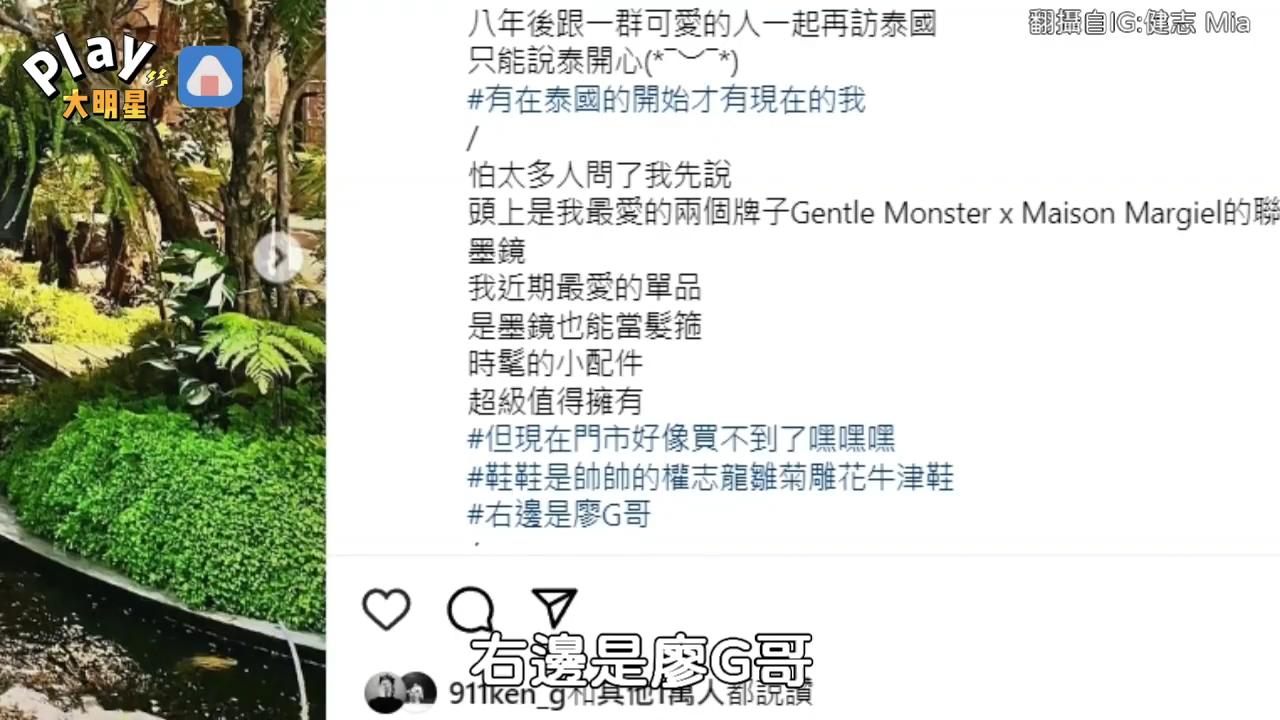 Play
大明星
翻攝自IG:健志 Mia
八年後跟一群可愛的人一起再訪泰國
只能說泰開心(*¯︶¯*)
#有在泰國的開始才有現在的我
/
怕太多人問了我先說
頭上是我最愛的兩個牌子Gentle Monster x Maison Margiel的聯
墨鏡
我近期最愛的單品
是墨鏡也能當髮箍
時髦的小配件
超級值得擁有
#但現在門市好像買不到了嘿嘿嘿
#鞋鞋是帥帥的權志龍雛菊雕花牛津鞋
#右邊是廖G哥
911ken_g和其他1萬人都說讚
右邊是廖G哥